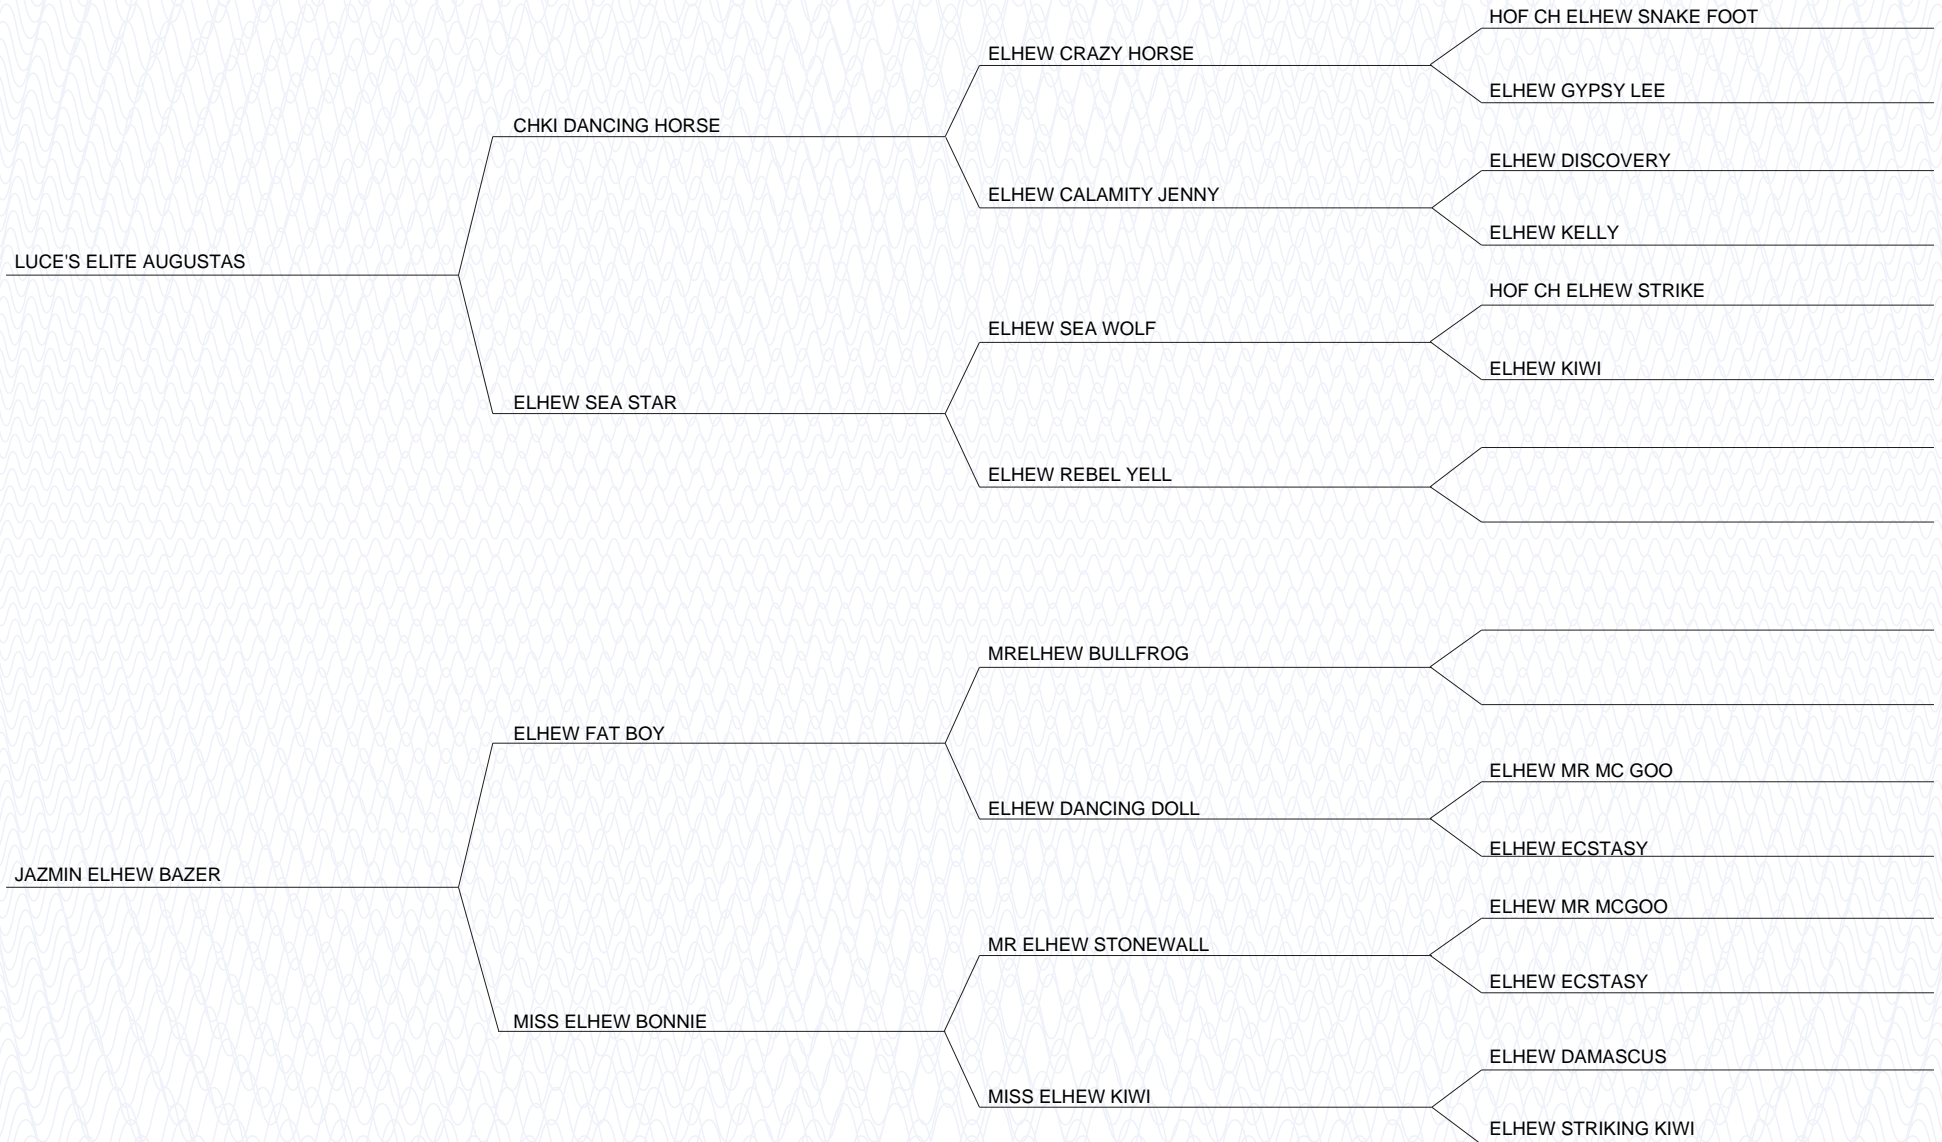 HOF CH ELHEW SNAKE FOOT
ELHEW CRAZY HORSE
ELHEW GYPSY LEE
CHKI DANCING HORSE
ELHEW DISCOVERY
ELHEW CALAMITY JENNY
ELHEW KELLY
LUCE'S ELITE AUGUSTAS
HOF CH ELHEW STRIKE
ELHEW SEA WOLF
ELHEW KIWI
ELHEW SEA STAR
ELHEW REBEL YELL
MRELHEW BULLFROG
ELHEW FAT BOY
ELHEW MR MC GOO
ELHEW DANCING DOLL
ELHEW ECSTASY
JAZMIN ELHEW BAZER
ELHEW MR MCGOO
MR ELHEW STONEWALL
ELHEW ECSTASY
MISS ELHEW BONNIE
ELHEW DAMASCUS
MISS ELHEW KIWI
ELHEW STRIKING KIWI